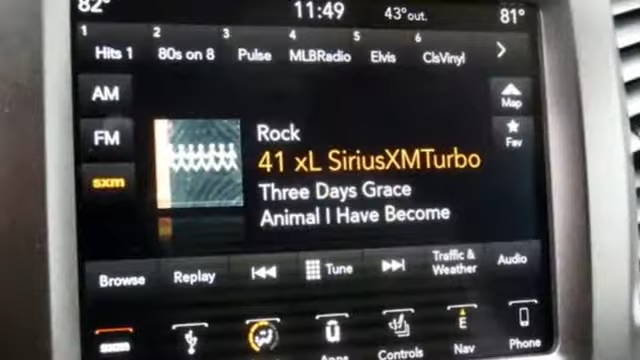 82° 11:49 43°out. 81°
1 2 3 4 5 6
Hits 1 80s on 8 Pulse MLBRadio Elvis ClsVinyl
AM
Map
FM
Fav
sxm
Rock
41 xL SiriusXMTurbo
Three Days Grace
Animal I Have Become
Browse Replay Tune Traffic & Weather Audio
sxm Apps Controls E Nav Phone